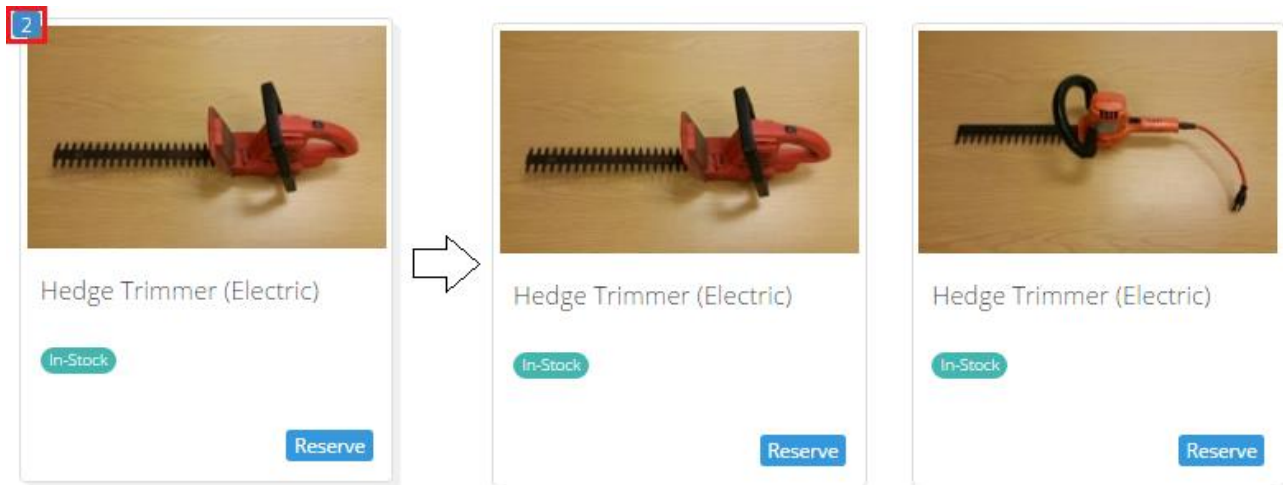 2
Hedge Trimmer (Electric)
In-Stock
Reserve
Hedge Trimmer (Electric)
In-Stock
Reserve
Hedge Trimmer (Electric)
In-Stock
Reserve